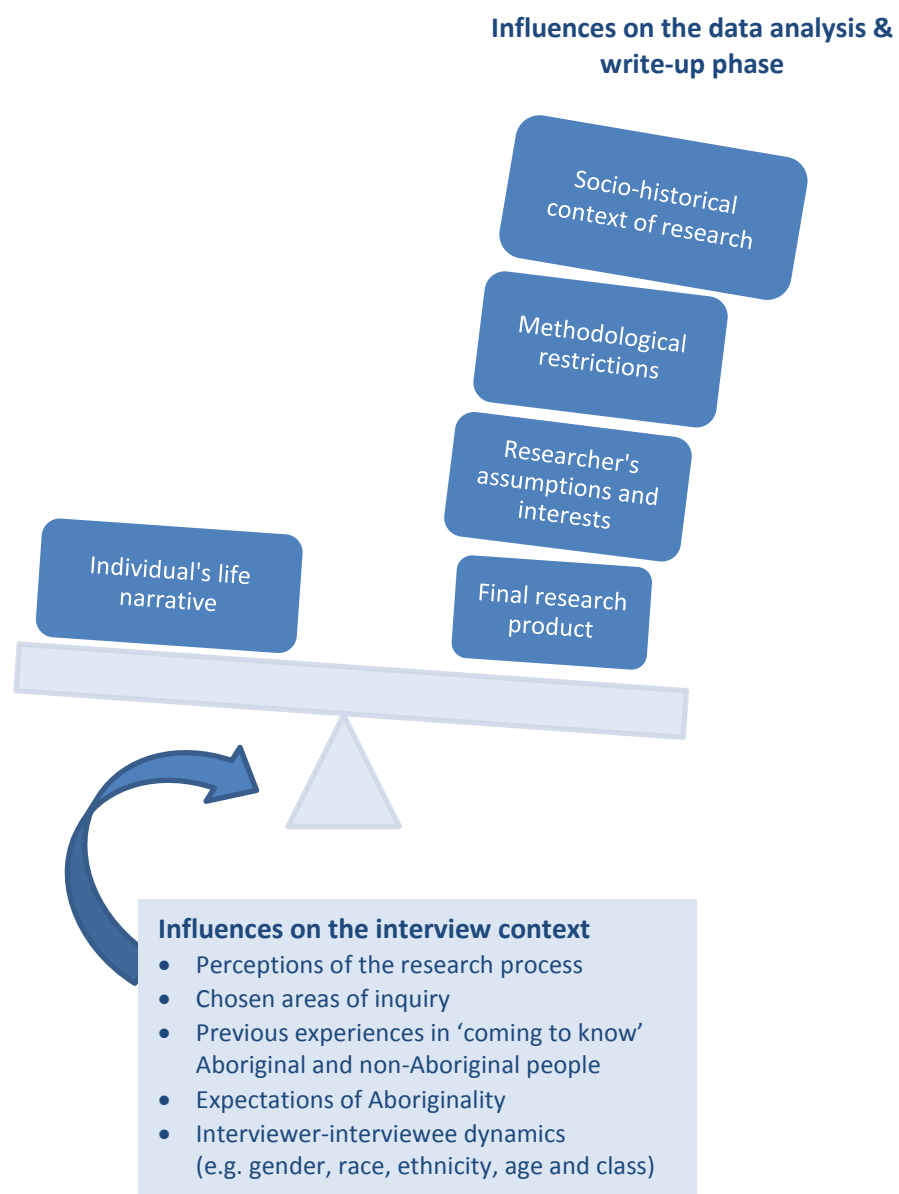 Influences on the data analysis &
write-up phase
Socio-historical
context of research
Methodological
restrictions
Researcher's
assumptions and
interests
Individual's life
narrative
Final research
product
Influences on the interview context
• Perceptions of the research process
• Chosen areas of inquiry
• Previous experiences in ‘coming to know’
Aboriginal and non-Aboriginal people
• Expectations of Aboriginality
• Interviewer-interviewee dynamics
(e.g. gender, race, ethnicity, age and class)